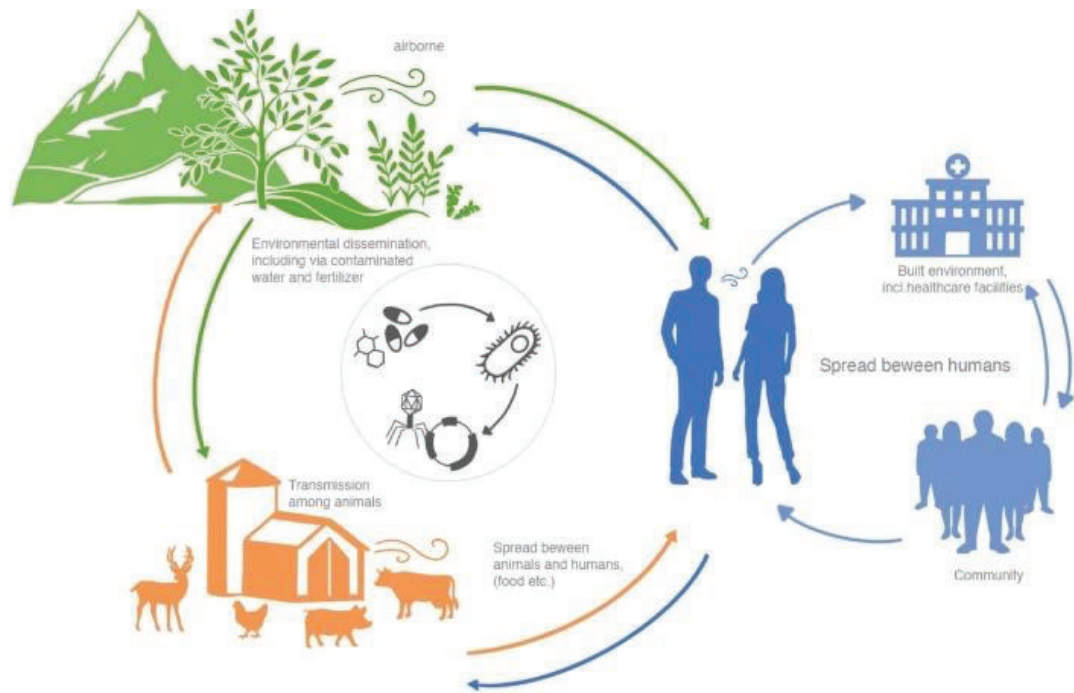 airborne
Environmental dissemination,
including via contaminated
water and fertilizer
Built environment,
incl.healthcare facilities
Spread beween humans
Transmission
among animals
Spread beween
animals and humans,
(food etc.)
Community